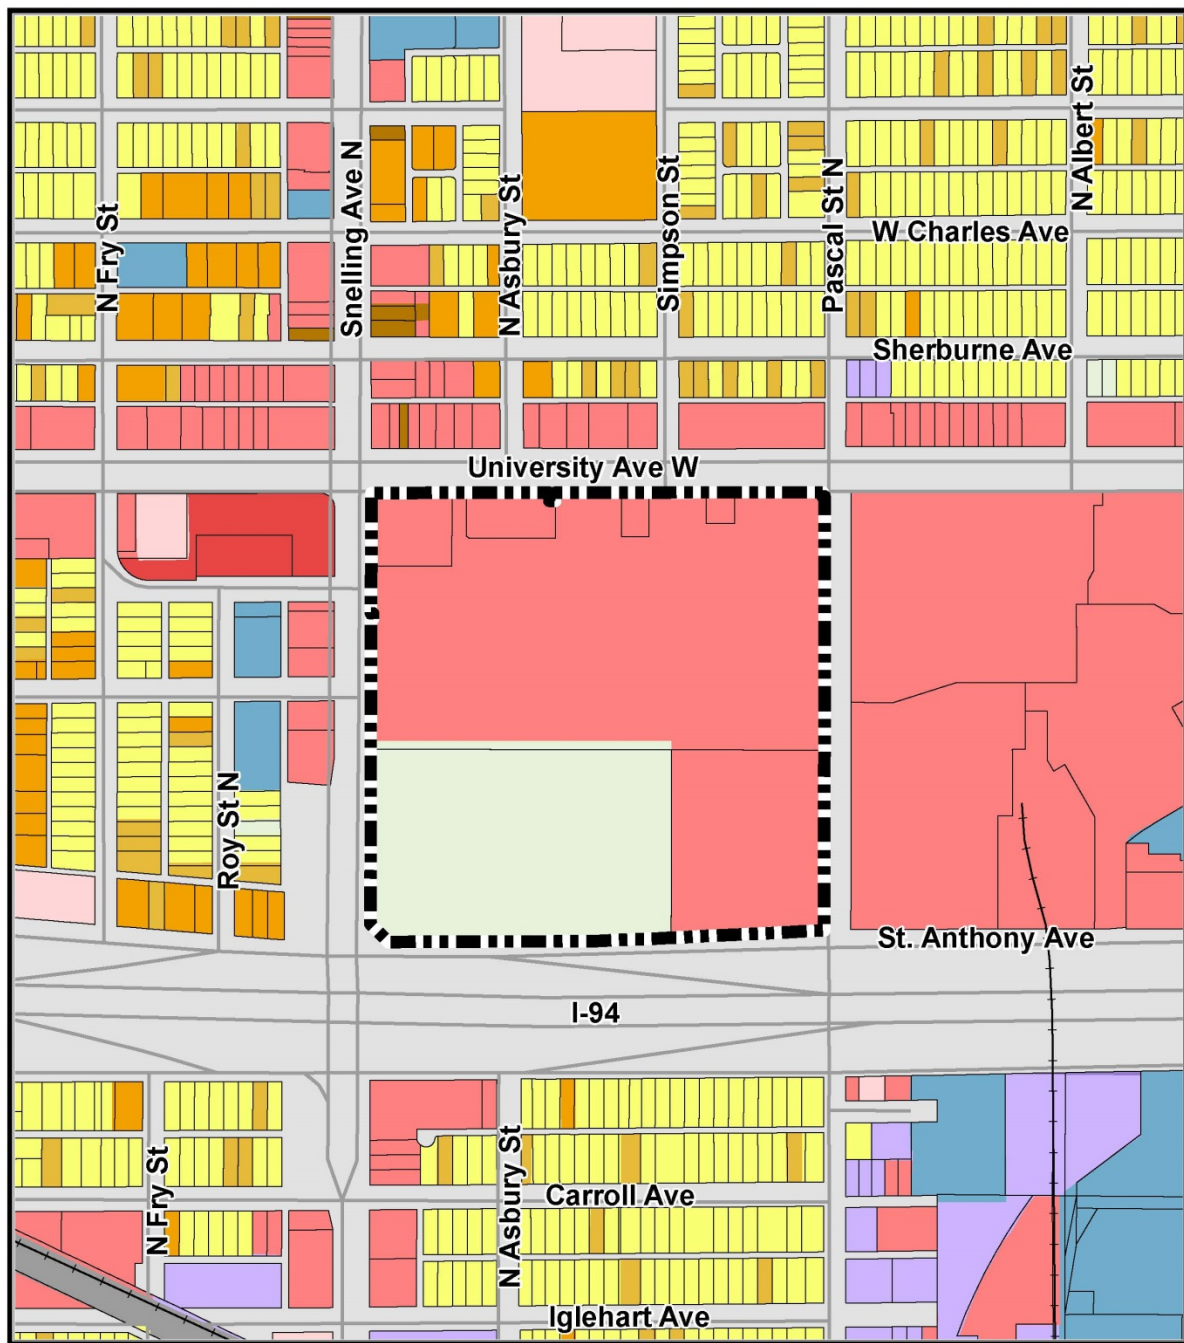 N Albert St
Snelling Ave N
N Asbury St
Simpson St
Pascal St N
N Fry St
W Charles Ave
Sherburne Ave
University Ave W
Roy St N
St. Anthony Ave
I-94
N Fry St
N Asbury St
Carroll Ave
Iglehart Ave